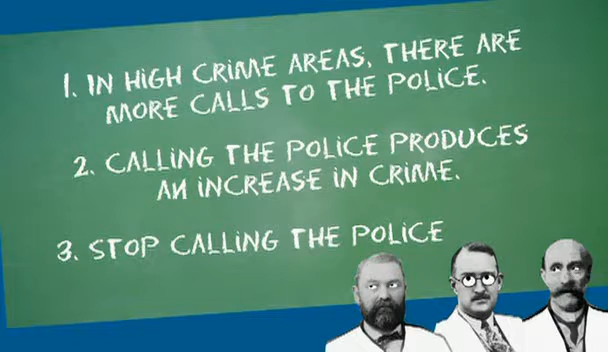 1. IN HIGH CRIME AREAS, THERE ARE
MORE CALLS TO THE POLICE.
2. CALLING THE POLICE PRODUCES
AN INCREASE IN CRIME.
3. STOP CALLING THE POLICE